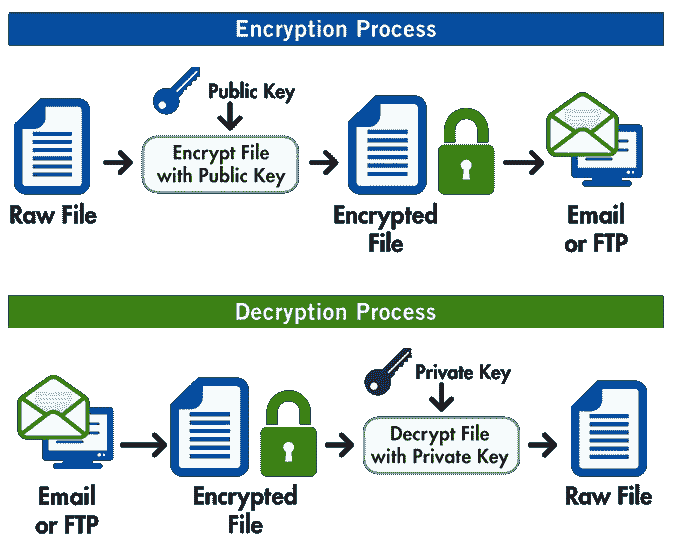 Encryption Process
Public Key
Encrypt File
with Public Key
Raw File
Encrypted
File
Email
or FTP
Decryption Process
Private Key
Decrypt File
with Private Key
Email
or FTP
Encrypted
File
Raw File